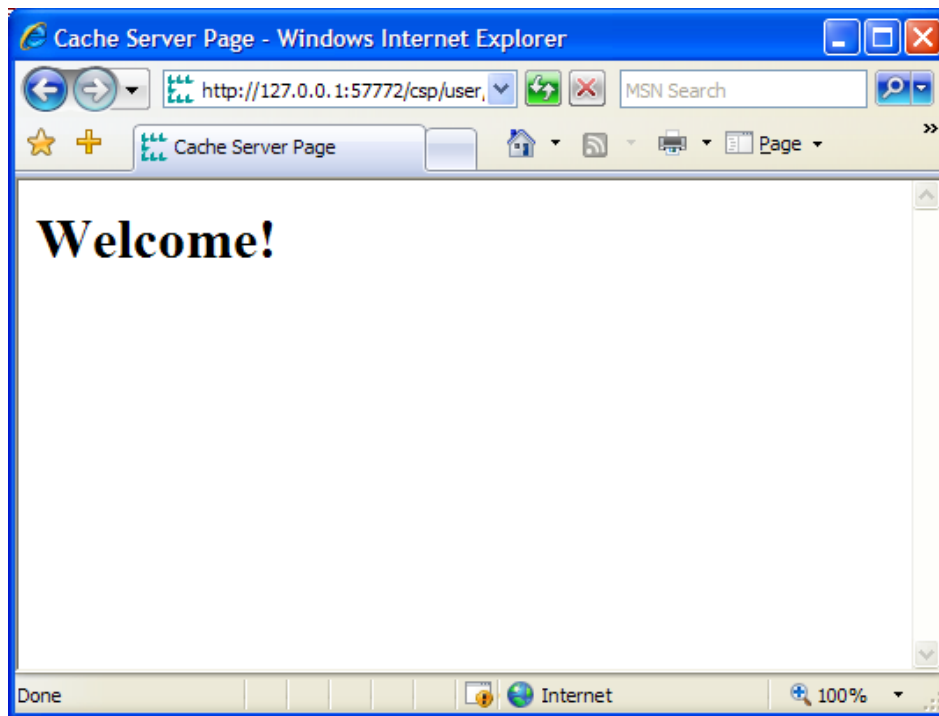 Cache Server Page - Windows Internet Explorer
http://127.0.0.1:57772/csp/user,
MSN Search
Cache Server Page
Page
»
Welcome!
Done
Internet
100%